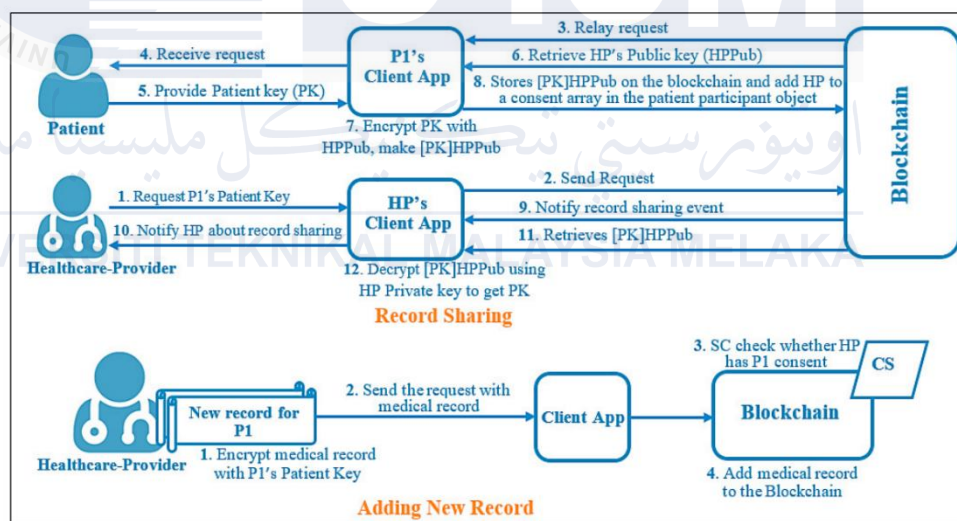 3. Relay request
4. Receive request
P1's
Client App
6. Retrieve HP's Public key (HPPub)
8. Stores [PK]HPPub on the blockchain and add HP to
a consent array in the patient participant object
5. Provide Patient key (PK)
Patient
7. Encrypt PK with
HPPub, make [PK]HPPub
Blockchain
اونيۏرسيتي تيكنيكل مليسيا
1. Request P1's Patient Key
HP's
Client App
2. Send Request
9. Notify record sharing event
10. Notify HP about record sharing
11. Retrieves [PK]HPPub
TEKNIKAL MALAYSIA MELAKA
Healthcare-Provider
12. Decrypt [PK]HPPub using
HP Private key to get PK
Record Sharing
3. SC check whether HP
has P1 consent
CS
2. Send the request with
medical record
New record for
P1
Client App
Blockchain
Healthcare-Provider
1. Encrypt medical record
with P1's Patient Key
4. Add medical record
to the Blockchain
Adding New Record